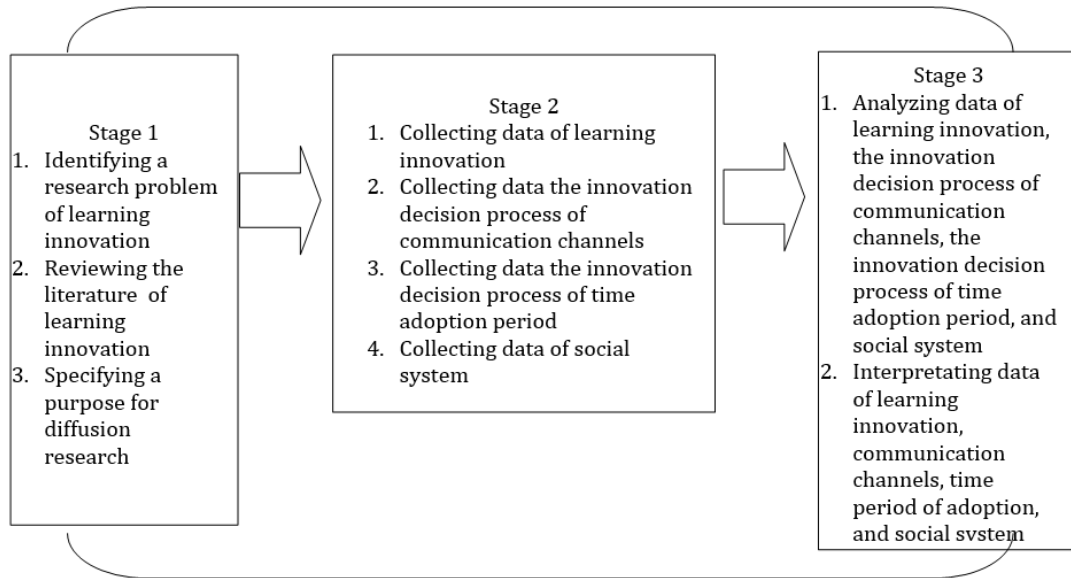 Stage 1
1. Identifying a
research problem
of learning
innovation
2. Reviewing the
literature of
learning
innovation
3. Specifying a
purpose for
diffusion
research
Stage 2
1. Collecting data of learning
innovation
2. Collecting data the innovation
decision process of
communication channels
3. Collecting data the innovation
decision process of time
adoption period
4. Collecting data of social
system
Stage 3
1. Analyzing data of
learning innovation,
the innovation
decision process of
communication
channels, the
innovation decision
process of time
adoption period, and
social system
2. Interpretating data
of learning
innovation,
communication
channels, time
period of adoption,
and social system